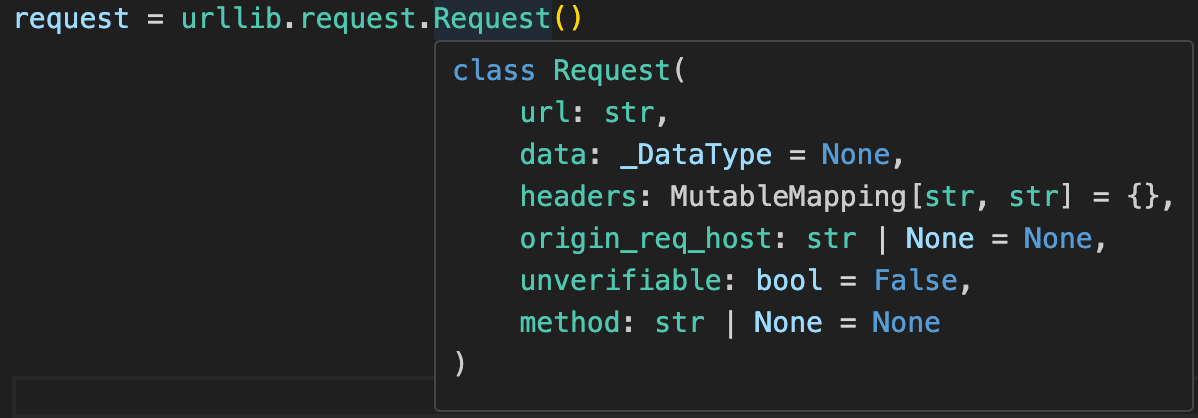 request = urllib.request.Request()
class Request(
    url: str,
    data: _DataType = None,
    headers: MutableMapping[str, str] = {},
    origin_req_host: str | None = None,
    unverifiable: bool = False,
    method: str | None = None
)